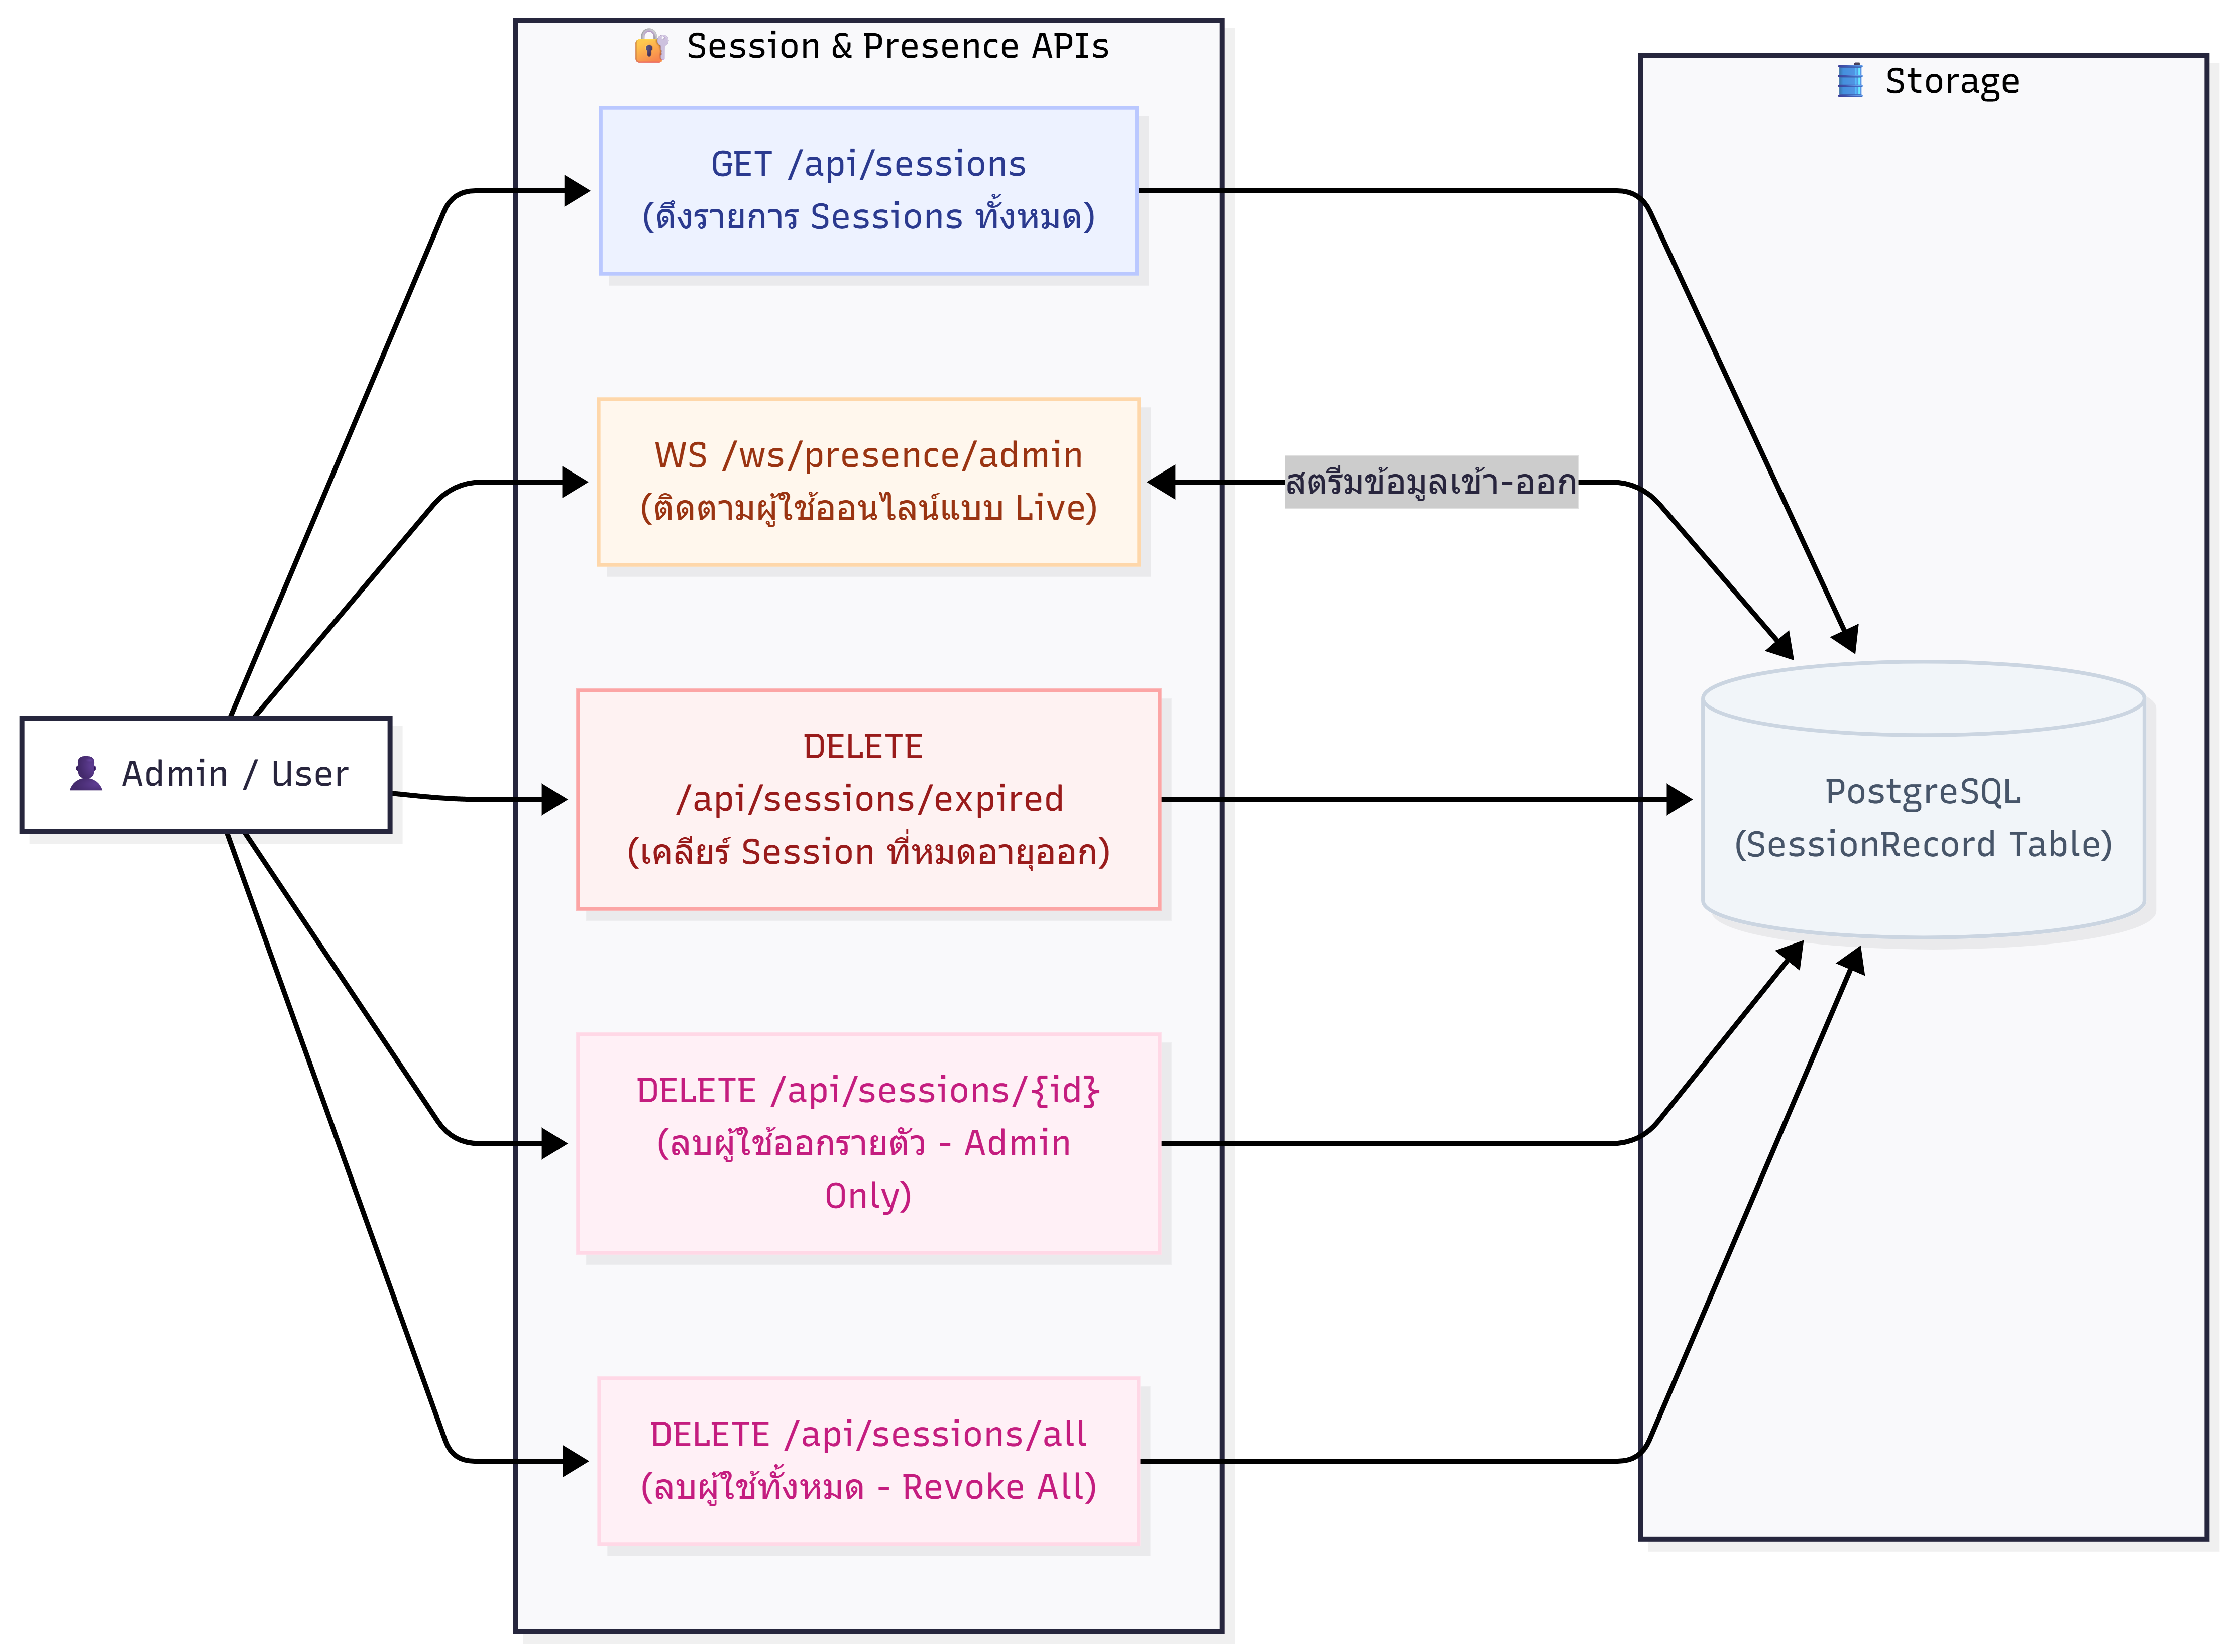 Session & Presence APIs
Storage
GET /api/sessions
(ดึงรายการ Sessions ทั้งหมด)
WS /ws/presence/admin
(ติดตามผู้ใช้ออนไลน์แบบ Live)
สตรีมข้อมูลเข้า-ออก
DELETE
/api/sessions/expired
(เคลียร์ Session ที่หมดอายุออก)
Admin / User
PostgreSQL
(SessionRecord Table)
DELETE /api/sessions/{id}
(ลบผู้ใช้ออกรายตัว - Admin
Only)
DELETE /api/sessions/all
(ลบผู้ใช้ทั้งหมด - Revoke All)